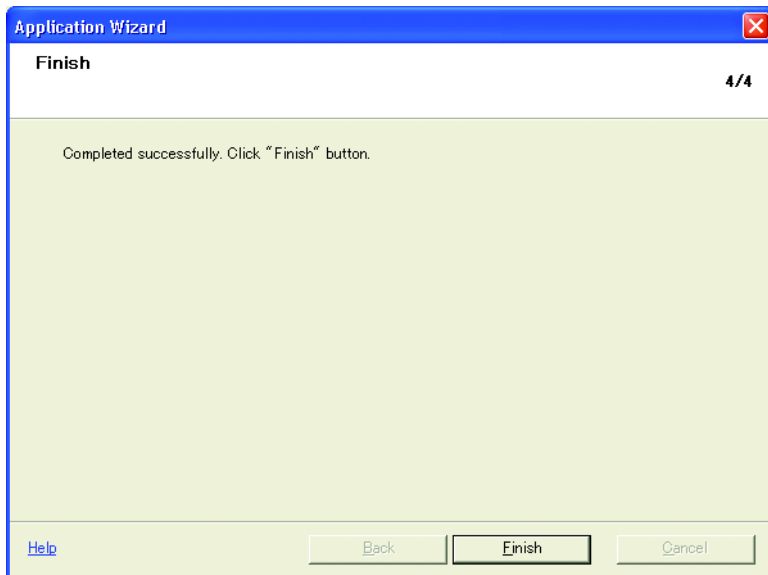 Application Wizard
Finish
4/4
Completed successfully. Click "Finish" button.
Help
Back
Finish
Cancel